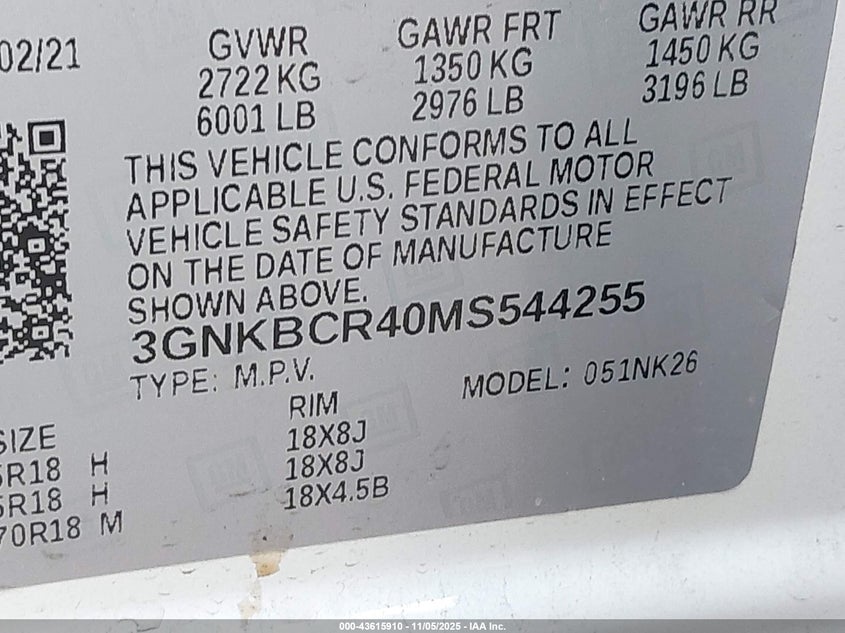 02/21 GVWR GAWR FRT GAWR RR
2722 KG 1350 KG 1450 KG
6001 LB 2976 LB 3196 LB
THIS VEHICLE CONFORMS TO ALL
APPLICABLE U.S. FEDERAL MOTOR
VEHICLE SAFETY STANDARDS IN EFFECT
ON THE DATE OF MANUFACTURE
SHOWN ABOVE.
3GNKBCR40MS544255
TYPE: M.P.V. MODEL: 051NK26
SIZE RIM
5R18 H 18X8J
5R18 H 18X8J
70R18 M 18X4.5B
000-43615910 - 11/05/2025 - IAA Inc.